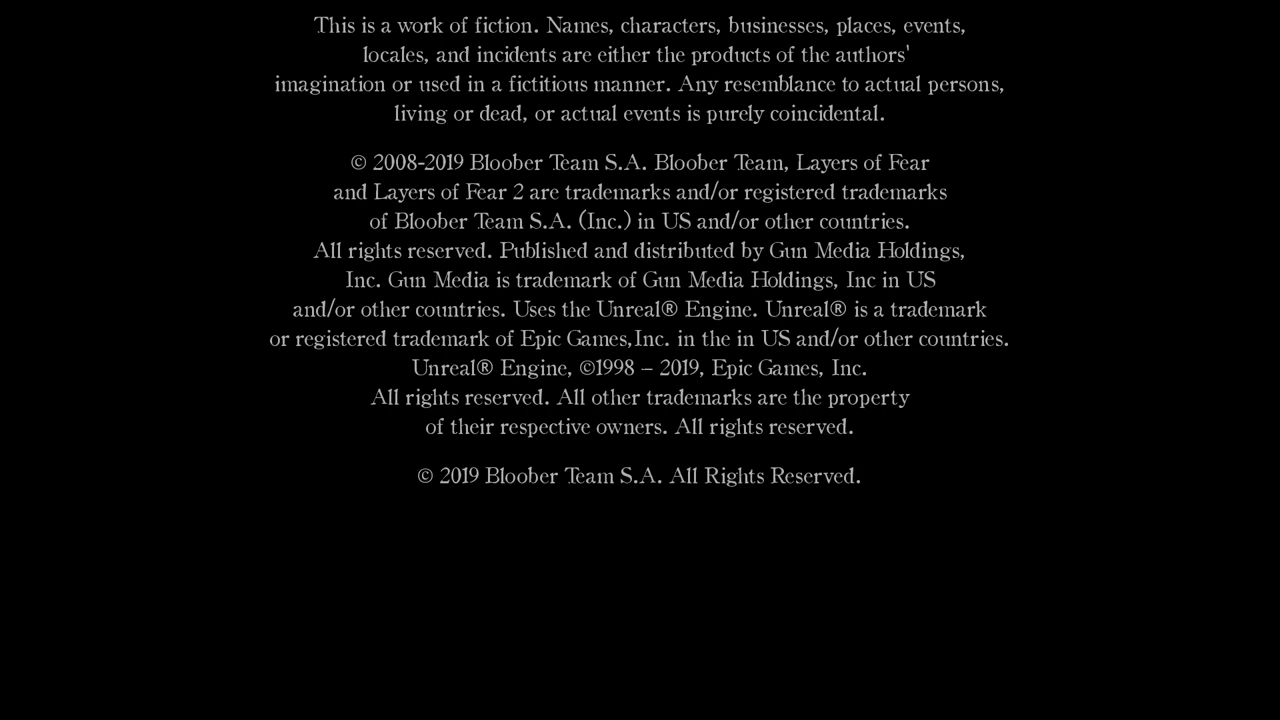 This is a work of fiction. Names, characters, businesses, places, events,
locales, and incidents are either the products of the authors'
imagination or used in a fictitious manner. Any resemblance to actual persons,
living or dead, or actual events is purely coincidental.
© 2008-2019 Bloober Team S.A. Bloober Team, Layers of Fear
and Layers of Fear 2 are trademarks and/or registered trademarks
of Bloober Team S.A. (Inc.) in US and/or other countries.
All rights reserved. Published and distributed by Gun Media Holdings,
Inc. Gun Media is trademark of Gun Media Holdings, Inc in US
and/or other countries. Uses the Unreal® Engine. Unreal® is a trademark
or registered trademark of Epic Games,Inc. in the in US and/or other countries.
Unreal® Engine, ©1998 – 2019, Epic Games, Inc.
All rights reserved. All other trademarks are the property
of their respective owners. All rights reserved.
© 2019 Bloober Team S.A. All Rights Reserved.